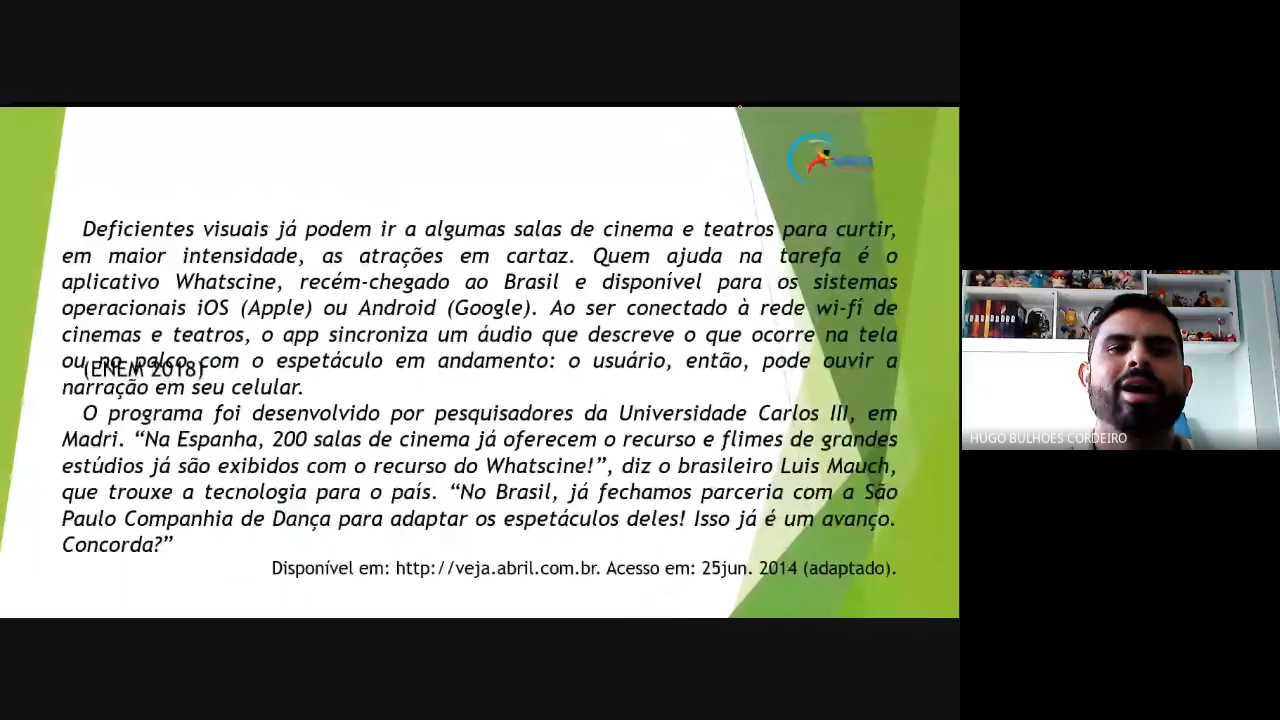 Deficientes visuais já podem ir a algumas salas de cinema e teatros para curtir,
em maior intensidade, as atrações em cartaz. Quem ajuda na tarefa é o
aplicativo Whatscine, recém-chegado ao Brasil e disponível para os sistemas
operacionais iOS (Apple) ou Android (Google). Ao ser conectado à rede wi-fi de
cinemas e teatros, o app sincroniza um áudio que descreve o que ocorre na tela
ou no palco com o espetáculo em andamento: o usuário, então, pode ouvir a
(ENEM 2018)
narração em seu celular.
O programa foi desenvolvido por pesquisadores da Universidade Carlos III, em
Madri. “Na Espanha, 200 salas de cinema já oferecem o recurso e flimes de grandes
estúdios já são exibidos com o recurso do Whatscine!”, diz o brasileiro Luis Mauch,
que trouxe a tecnologia para o país. “No Brasil, já fechamos parceria com a São
Paulo Companhia de Dança para adaptar os espetáculos deles! Isso já é um avanço.
Concorda?”
Disponível em: http://veja.abril.com.br. Acesso em: 25jun. 2014 (adaptado).
HUGO BULHOES CORDEIRO